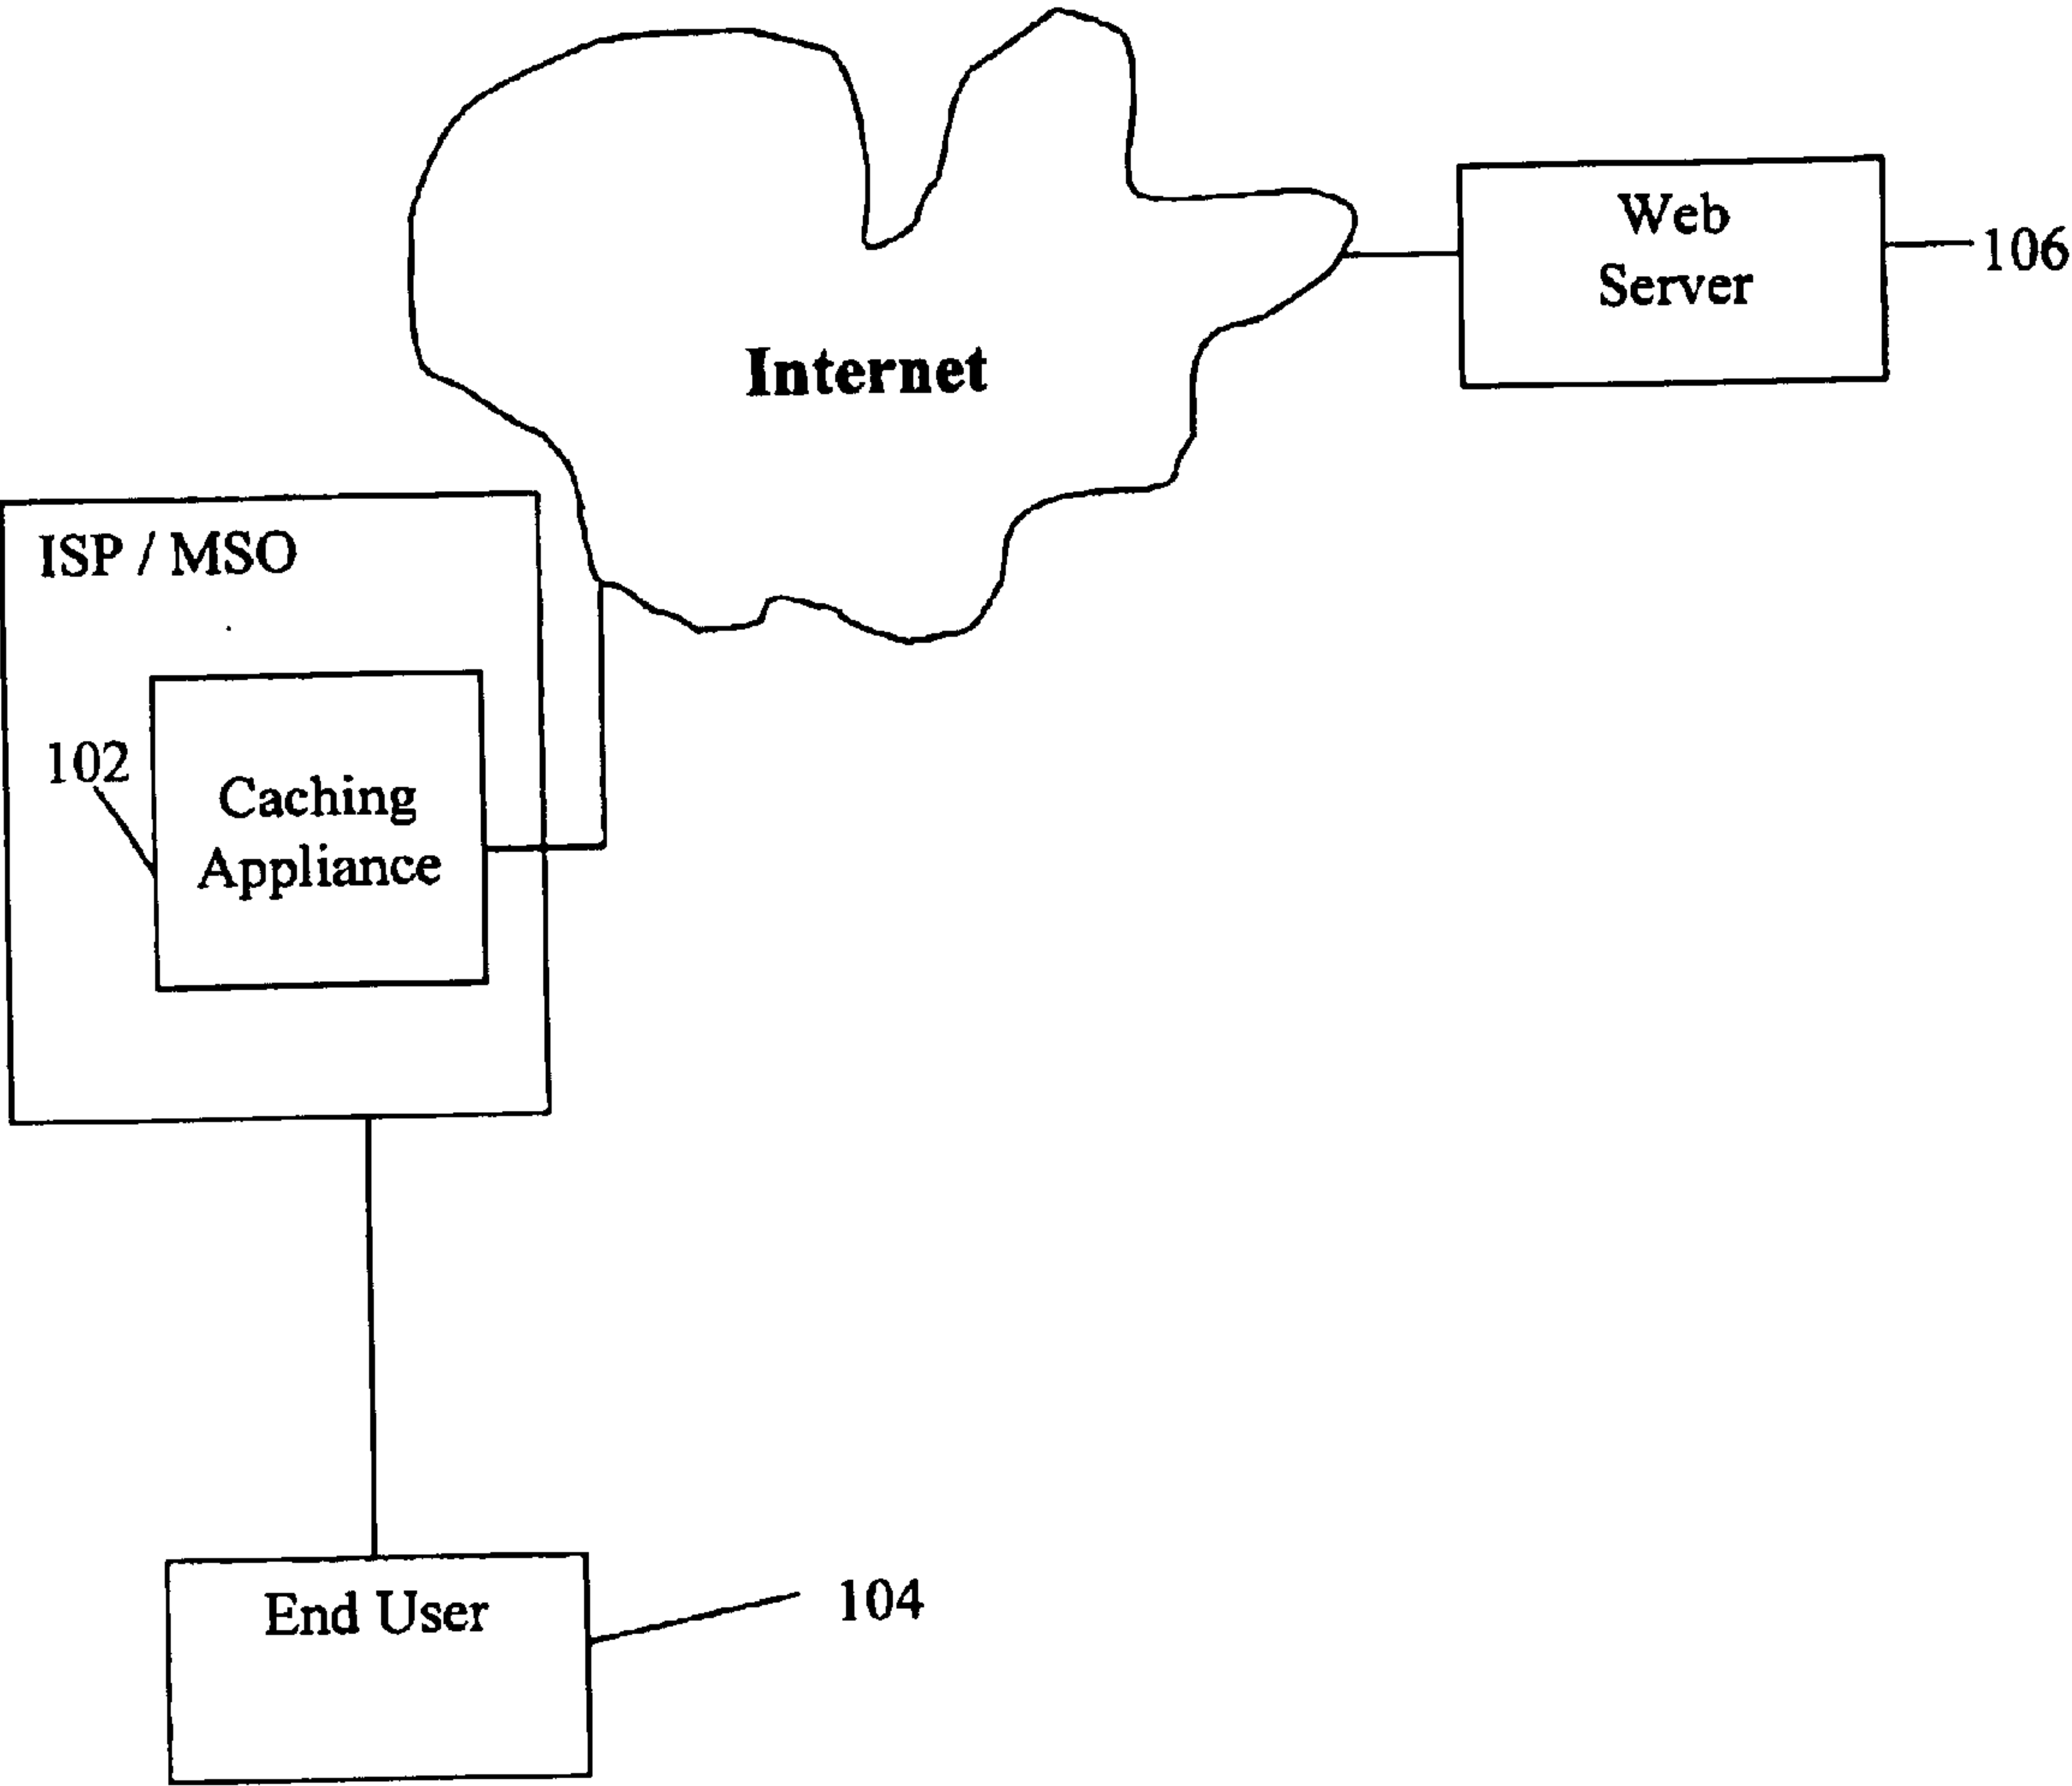 Web
Server
106
Internet
ISP / MSO
102
Caching
Appliance
End User
104